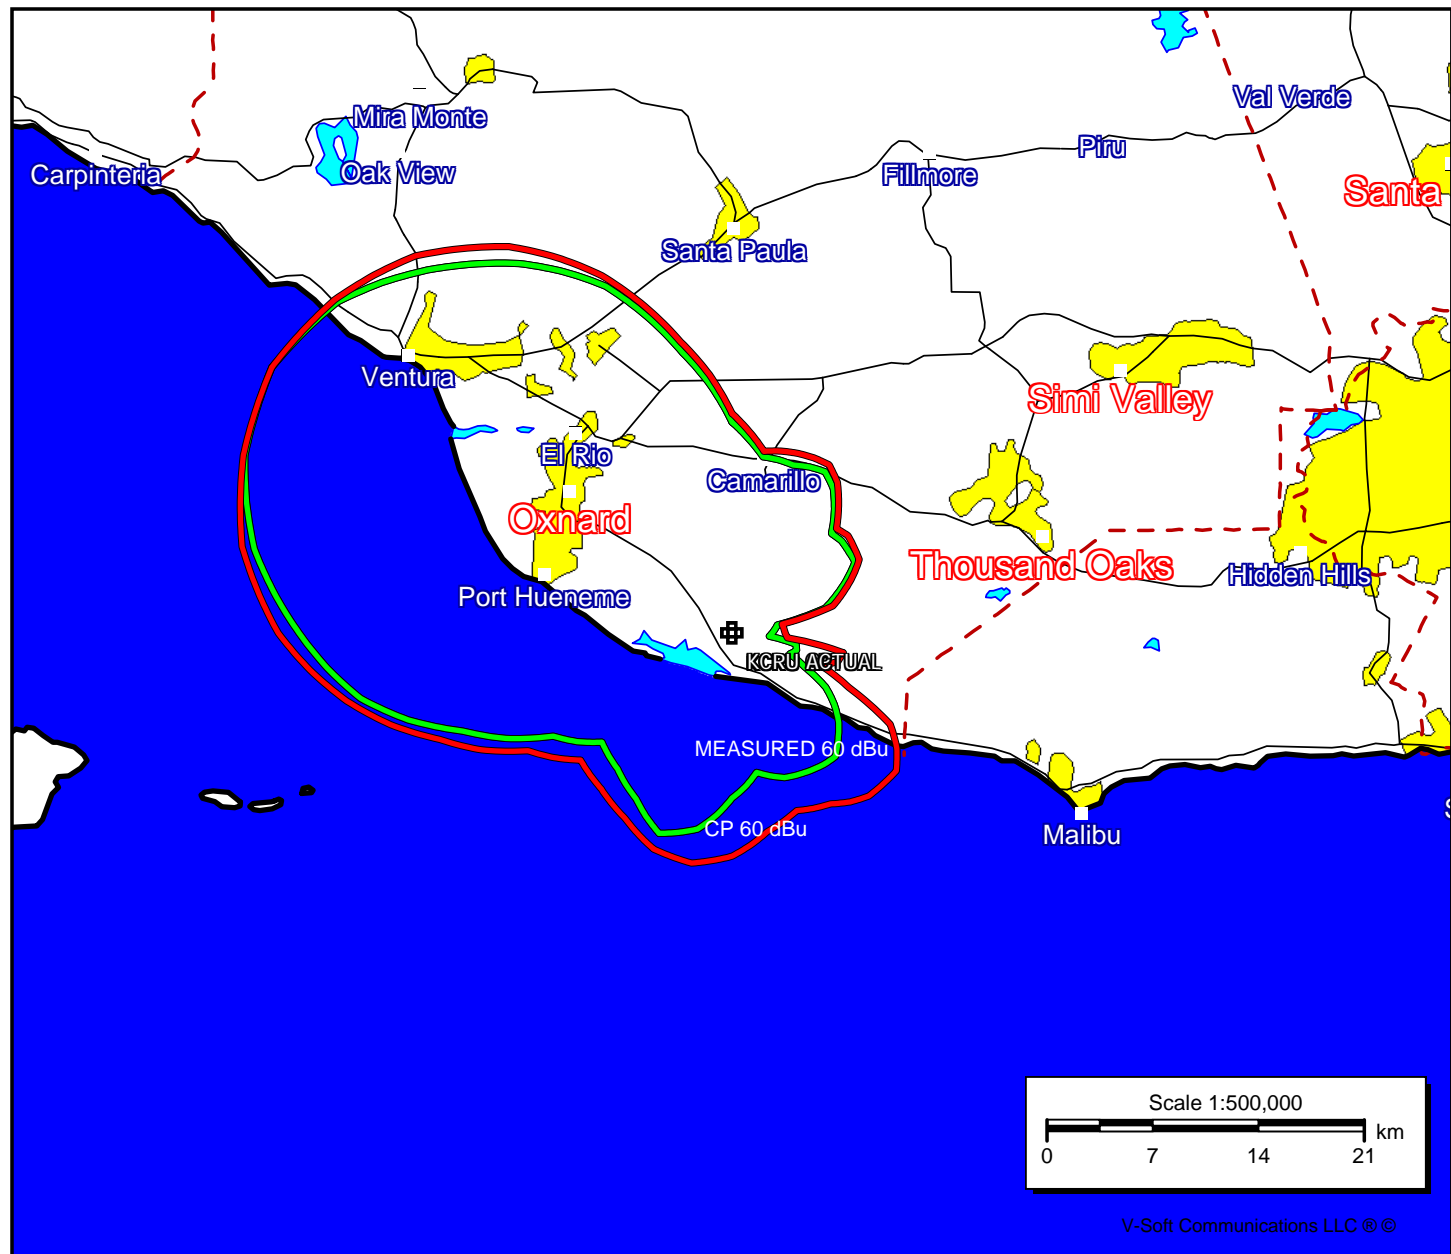 Val Verde
Mira Monte
Piru
Carpinteria
Oak View
Fillmore
Santa
Santa Paula
Ventura
Simi Valley
El Rio
Camarillo
Oxnard
Thousand Oaks
Hidden Hills
Port Hueneme
KCRU ACTUAL
MEASURED 60 dBu
CP 60 dBu
Malibu
Scale 1:500,000
km
0 7 14 21
V-Soft Communications LLC ® ©